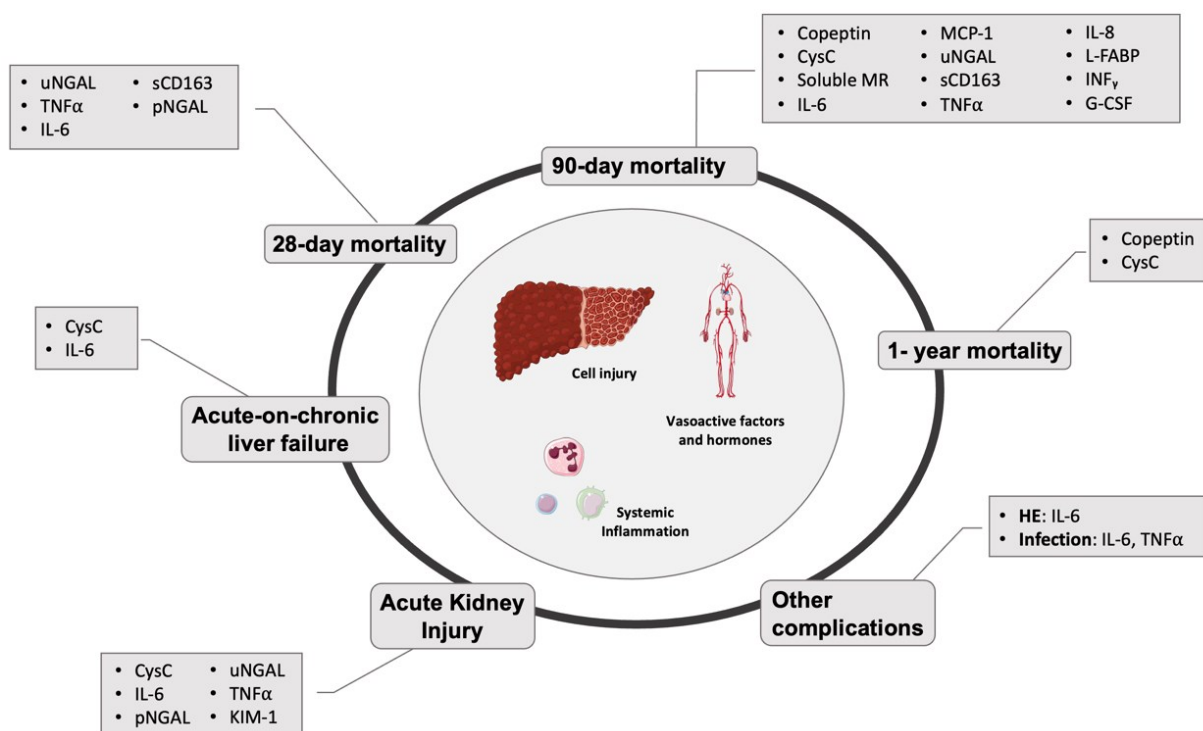 • Copeptin
• CysC
• Soluble MR
• IL-6
• MCP-1
• uNGAL
• sCD163
• TNFα
• IL-8
• L-FABP
• INFᵧ
• G-CSF
• uNGAL
• TNFα
• IL-6
• sCD163
• pNGAL
90-day mortality
28-day mortality
• Copeptin
• CysC
• CysC
• IL-6
1- year mortality
Cell injury
Acute-on-chronic
liver failure
Vasoactive factors
and hormones
Systemic
Inflammation
• HE: IL-6
• Infection: IL-6, TNFα
Acute Kidney
Injury
Other
complications
• CysC
• IL-6
• pNGAL
• uNGAL
• TNFα
• KIM-1